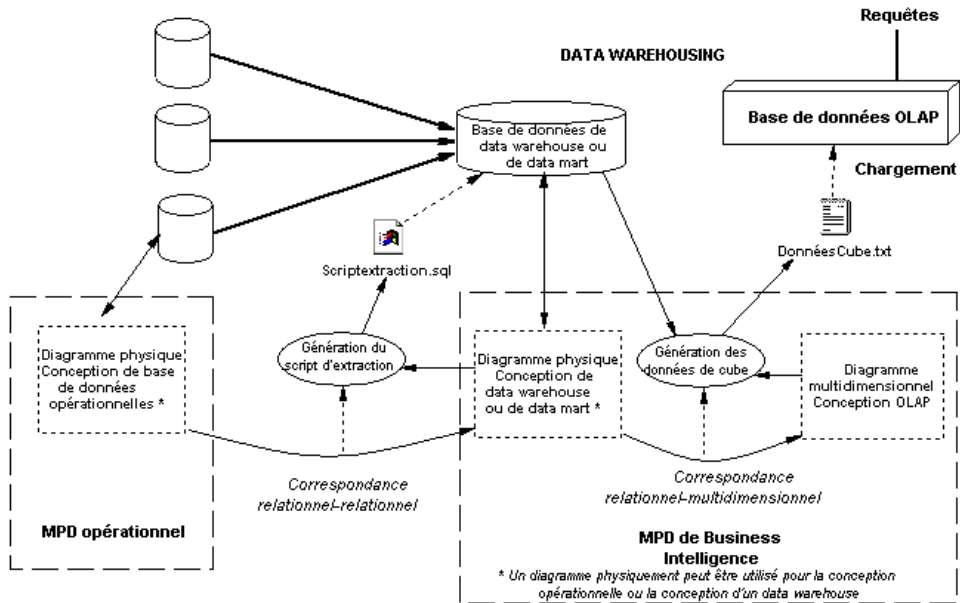 Requêtes
DATA WAREHOUSING
Base de données OLAP
Base de données de
data warehouse ou
de data mart
Chargement
Scriptextraction.sql
DonnéesCube.txt
Diagramme physique
Conception de base
de données
opérationnelles *
Génération du
script d'extraction
Diagramme physique
Conception de
data warehouse
ou de data mart *
Génération des
données de cube
Diagramme
multidimensionnel
Conception OLAP
Correspondance
relationnel-relationnel
Correspondance
relationnel-multidimensionnel
MPD opérationnel
MPD de Business
Intelligence
* Un diagramme physiquement peut être utilisé pour la conception
opérationnelle ou la conception d'un data warehouse